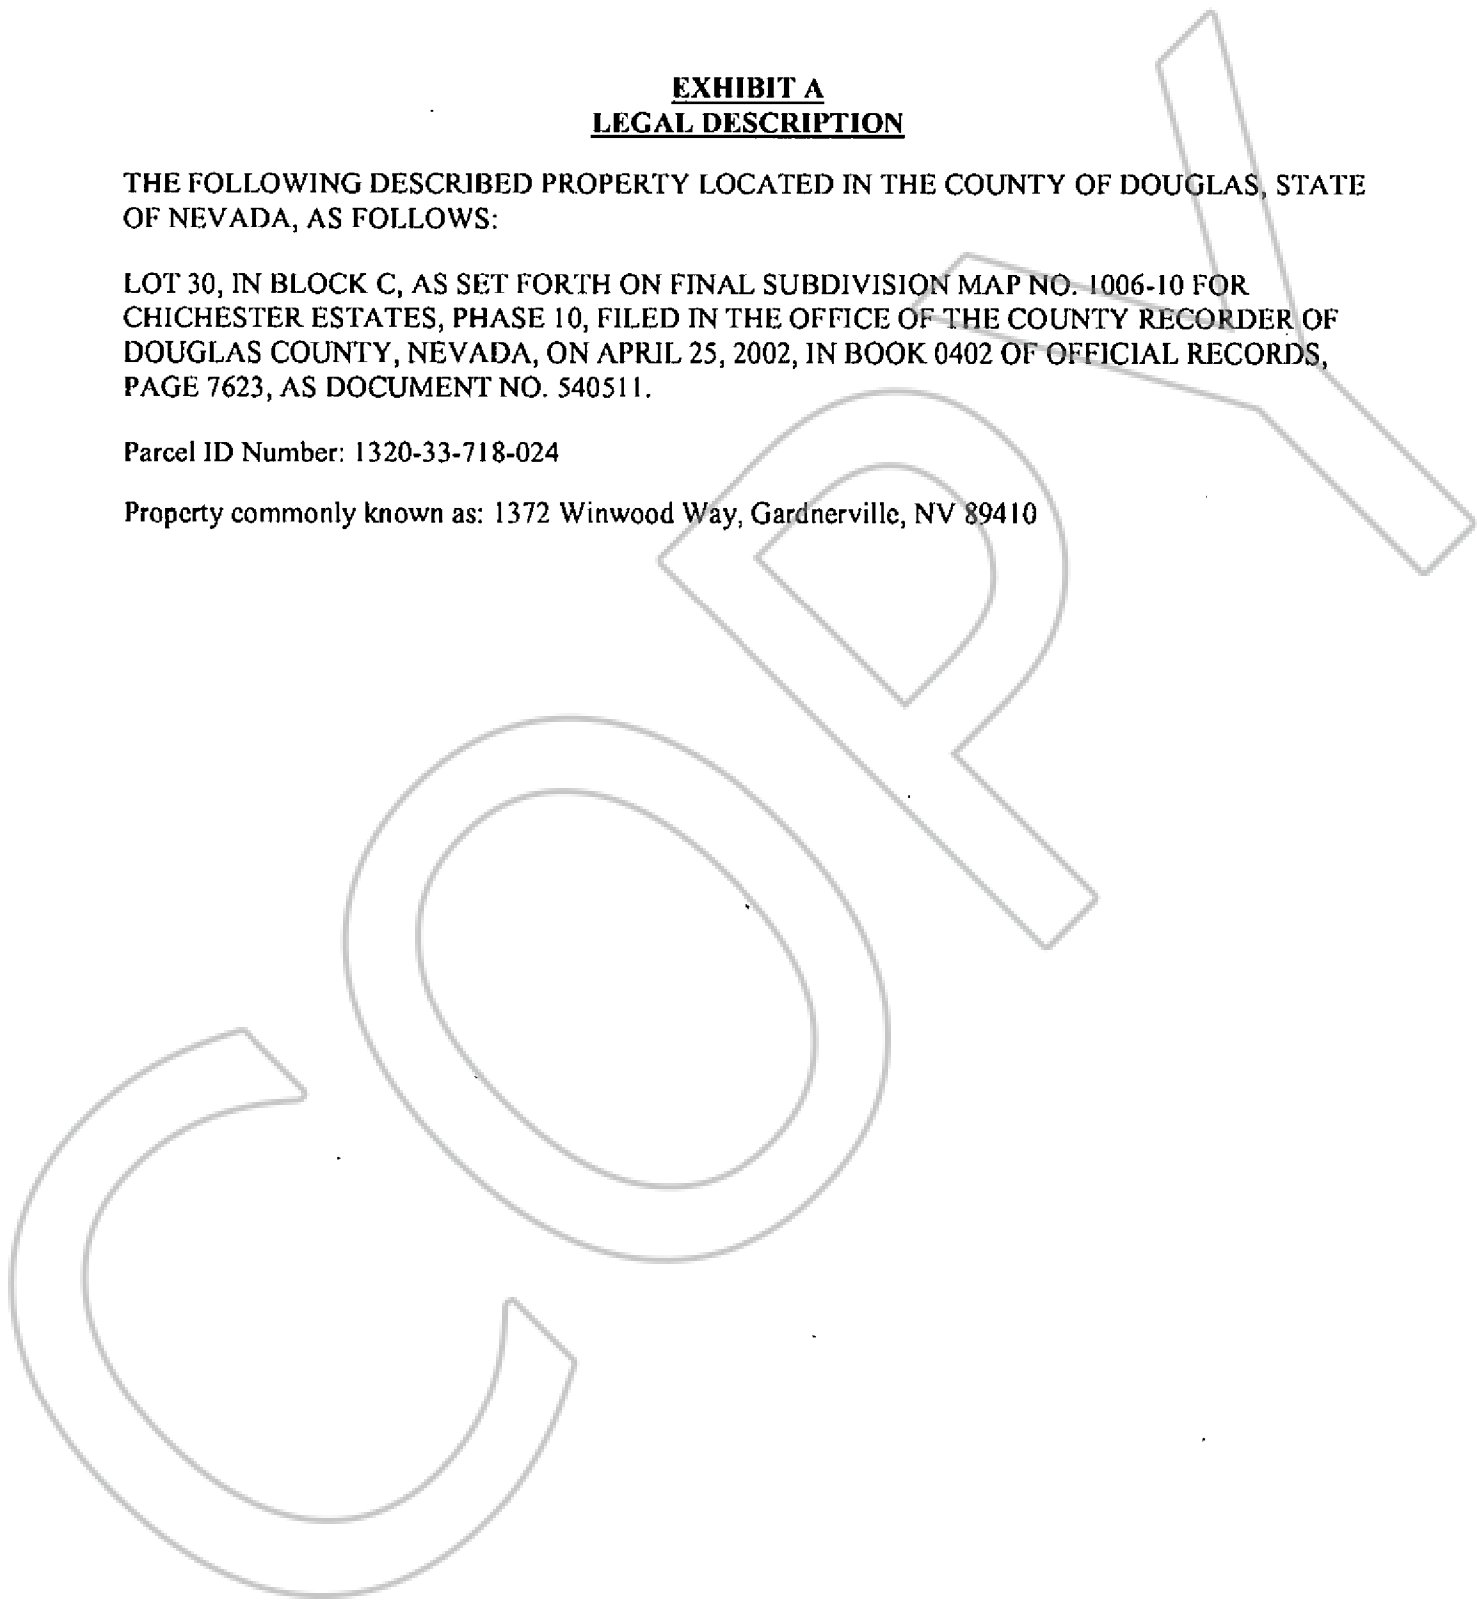 EXHIBIT A
LEGAL DESCRIPTION
THE FOLLOWING DESCRIBED PROPERTY LOCATED IN THE COUNTY OF DOUGLAS, STATE
OF NEVADA, AS FOLLOWS:
LOT 30, IN BLOCK C, AS SET FORTH ON FINAL SUBDIVISION MAP NO. 1006-10 FOR
CHICHESTER ESTATES, PHASE 10, FILED IN THE OFFICE OF THE COUNTY RECORDER OF
DOUGLAS COUNTY, NEVADA, ON APRIL 25, 2002, IN BOOK 0402 OF OFFICIAL RECORDS,
PAGE 7623, AS DOCUMENT NO. 540511.
Parcel ID Number: 1320-33-718-024
Property commonly known as: 1372 Winwood Way, Gardnerville, NV 89410
COPY